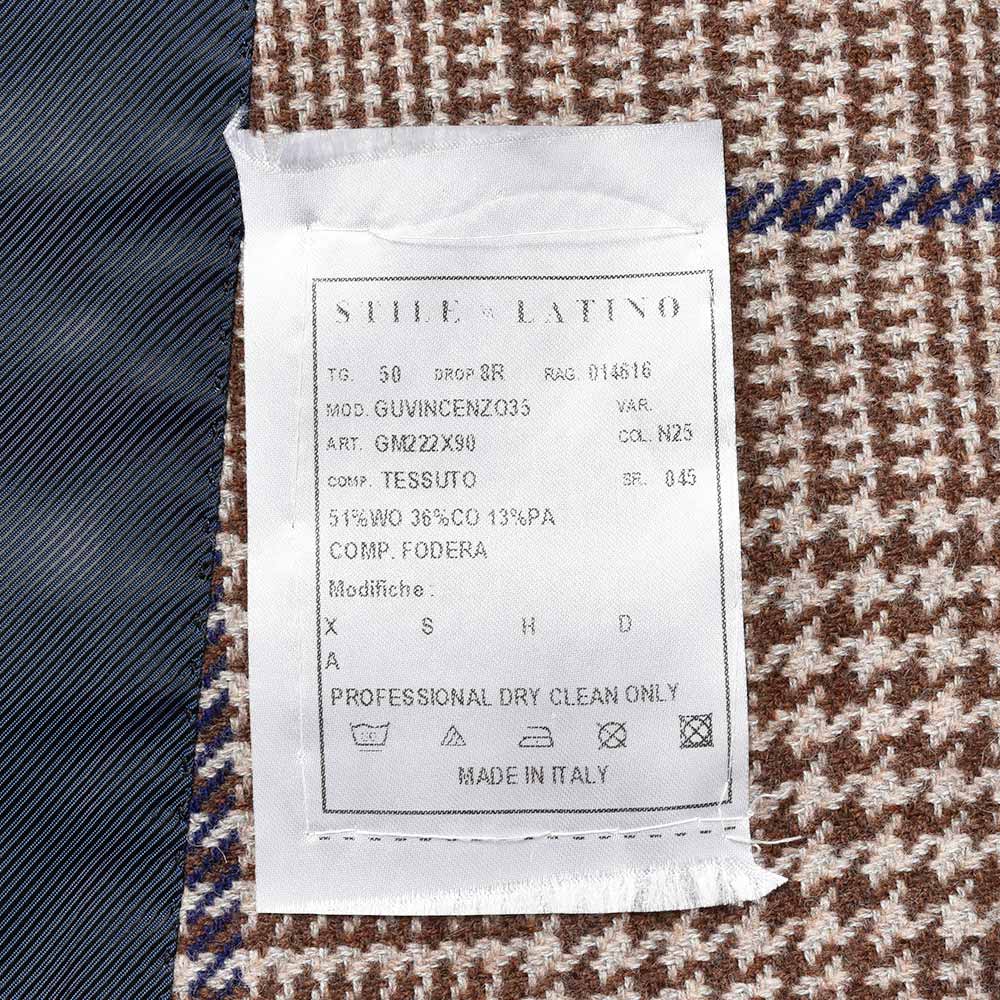 STILE LATINO
TG. 50 DROP 8R RAG. 014616
MOD. GUVINCENZO35 VAR.
ART. GM222X90 COL. N25
COMP. TESSUTO SR. 045
51%WO 36%CO 13%PA
COMP. FODERA
Modifiche :
X S H D
A
PROFESSIONAL DRY CLEAN ONLY
MADE IN ITALY